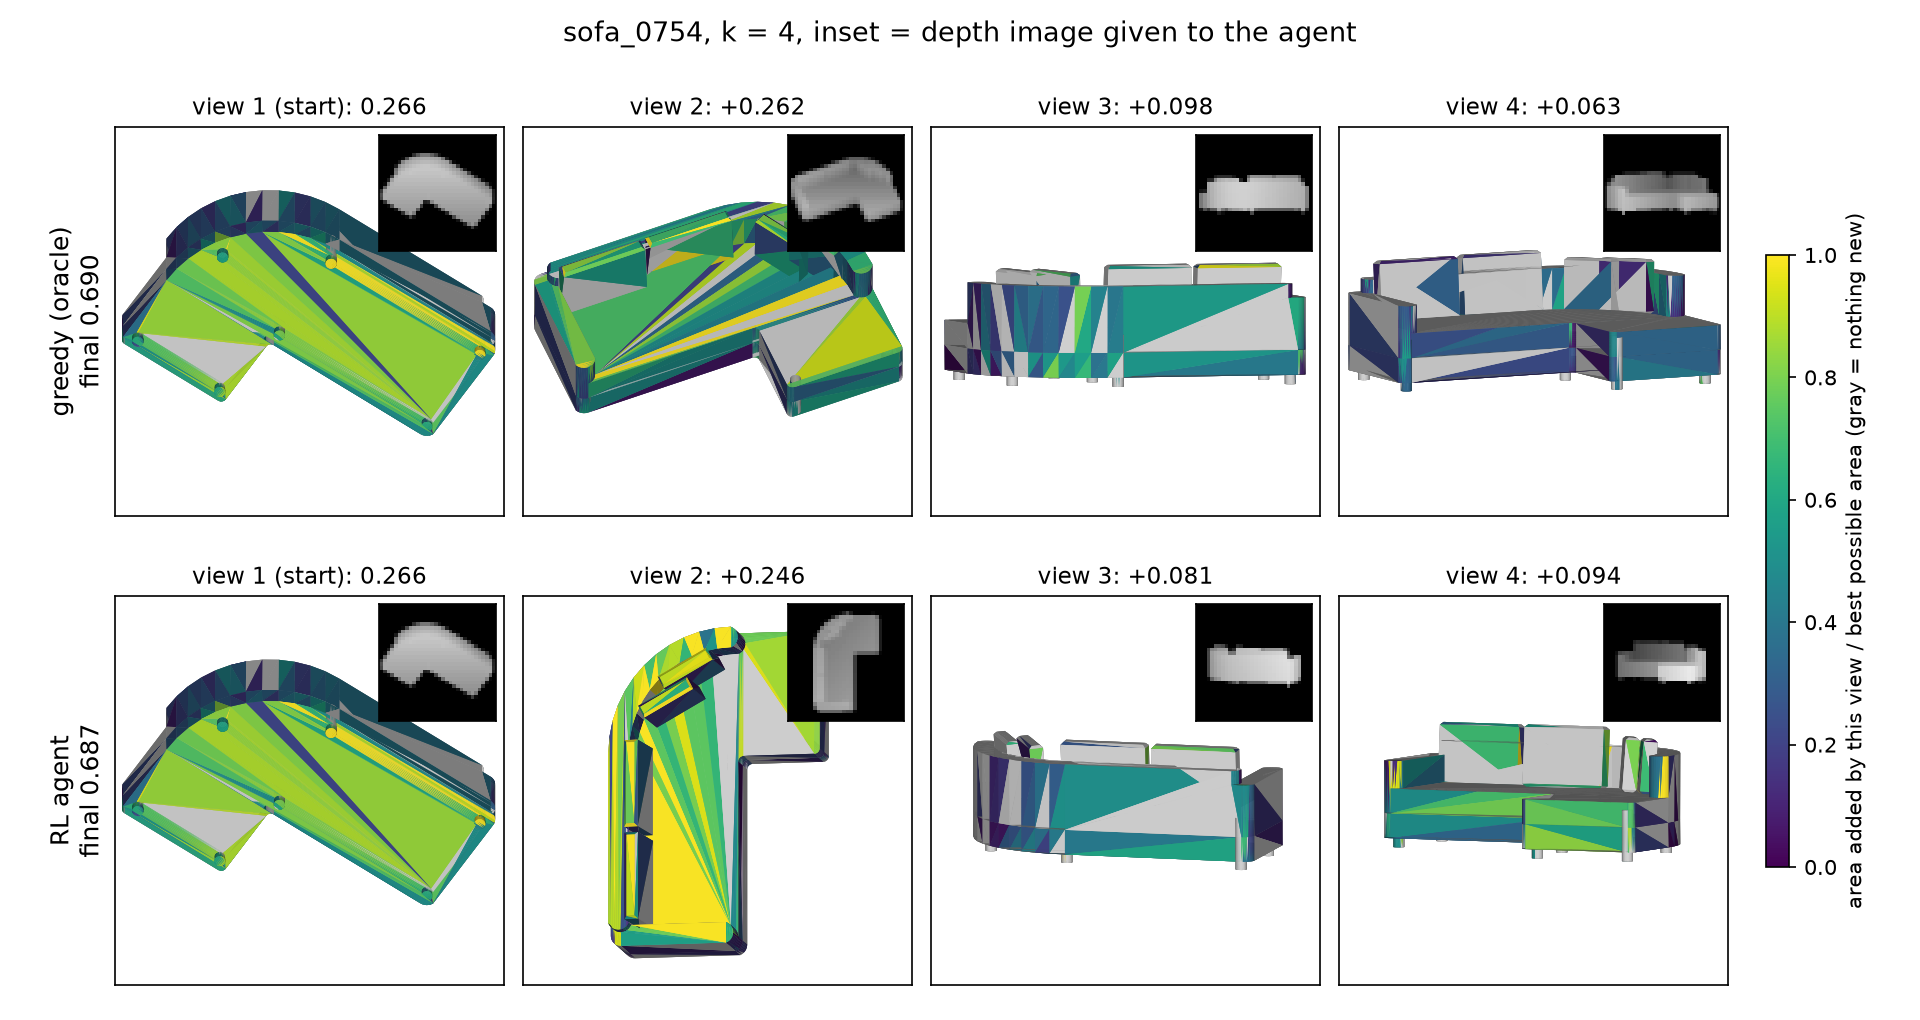 sofa_0754, k = 4, inset = depth image given to the agent
view 1 (start): 0.266
view 2: +0.262
view 3: +0.098
view 4: +0.063
greedy (oracle)
final 0.690
view 1 (start): 0.266
view 2: +0.246
view 3: +0.081
view 4: +0.094
RL agent
final 0.687
1.0
0.8
0.6
0.4
0.2
0.0
area added by this view / best possible area (gray = nothing new)